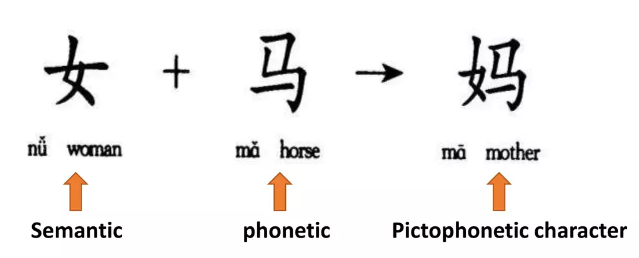 女 + 马 → 妈
nǚ woman mǎ horse mā mother
Semantic phonetic Pictophonetic character